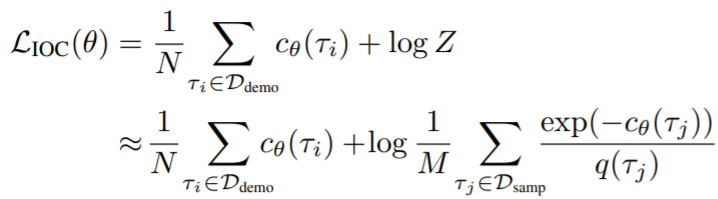 \mathcal{L}_{\text{IOC}}(\theta) = \frac{1}{N} \sum_{\tau_i \in \mathcal{D}_{\text{demo}}} c_\theta(\tau_i) + \log Z
\approx \frac{1}{N} \sum_{\tau_i \in \mathcal{D}_{\text{demo}}} c_\theta(\tau_i) + \log \frac{1}{M} \sum_{\tau_j \in \mathcal{D}_{\text{samp}}} \frac{\exp(-c_\theta(\tau_j))}{q(\tau_j)}